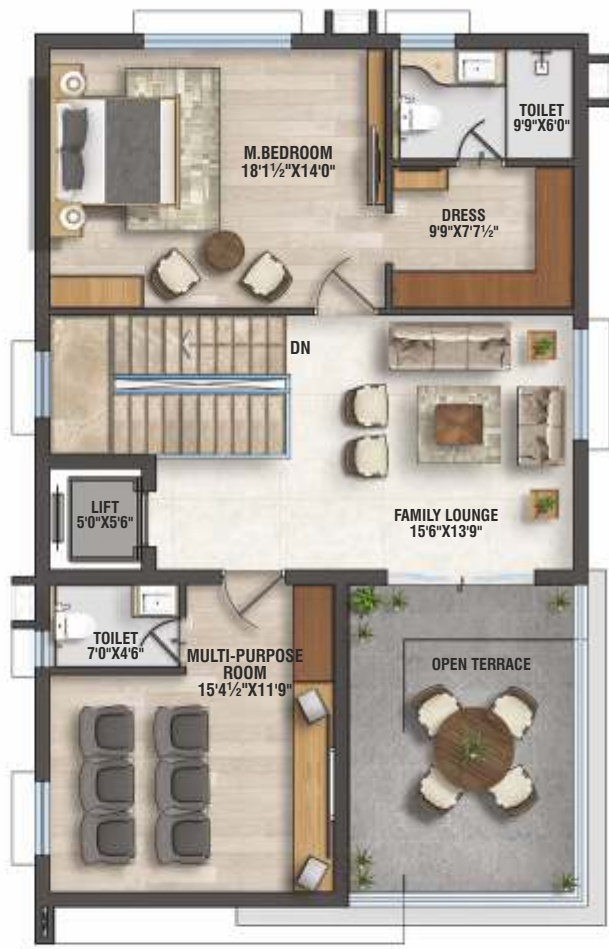 M.BEDROOM
18'1½"X14'0"
TOILET
9'9"X6'0"
DRESS
9'9"X7'7½"
DN
LIFT
5'0"X5'6"
FAMILY LOUNGE
15'6"X13'9"
TOILET
7'0"X4'6"
MULTI-PURPOSE
ROOM
15'4½"X11'9"
OPEN TERRACE